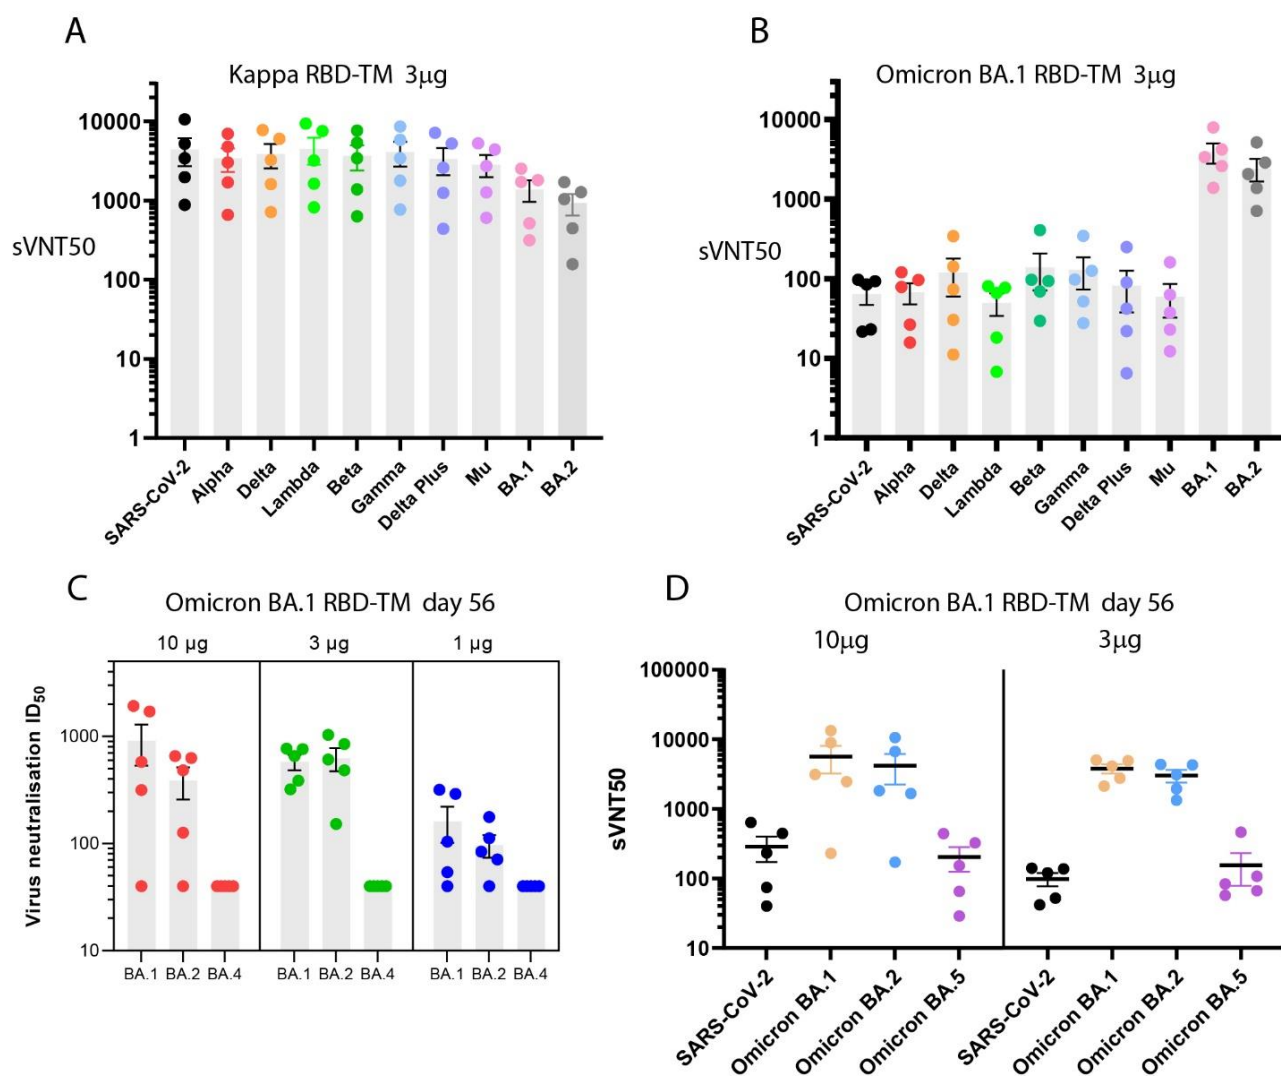 A
Kappa RBD-TM 3µg
sVNT50
10000
1000
100
10
1
SARS-CoV-2
Alpha
Delta
Lambda
Beta
Gamma
Delta Plus
Mu
BA.1
BA.2
B
Omicron BA.1 RBD-TM 3µg
sVNT50
10000
1000
100
10
1
SARS-CoV-2
Alpha
Delta
Lambda
Beta
Gamma
Delta Plus
Mu
BA.1
BA.2
C
Omicron BA.1 RBD-TM day 56
10 µg
3 µg
1 µg
Virus neutralisation ID50
1000
100
10
BA.1
BA.2
BA.4
BA.1
BA.2
BA.4
BA.1
BA.2
BA.4
D
Omicron BA.1 RBD-TM day 56
10µg
3µg
sVNT50
100000
10000
1000
100
10
SARS-CoV-2
Omicron BA.1
Omicron BA.2
Omicron BA.5
SARS-CoV-2
Omicron BA.1
Omicron BA.2
Omicron BA.5